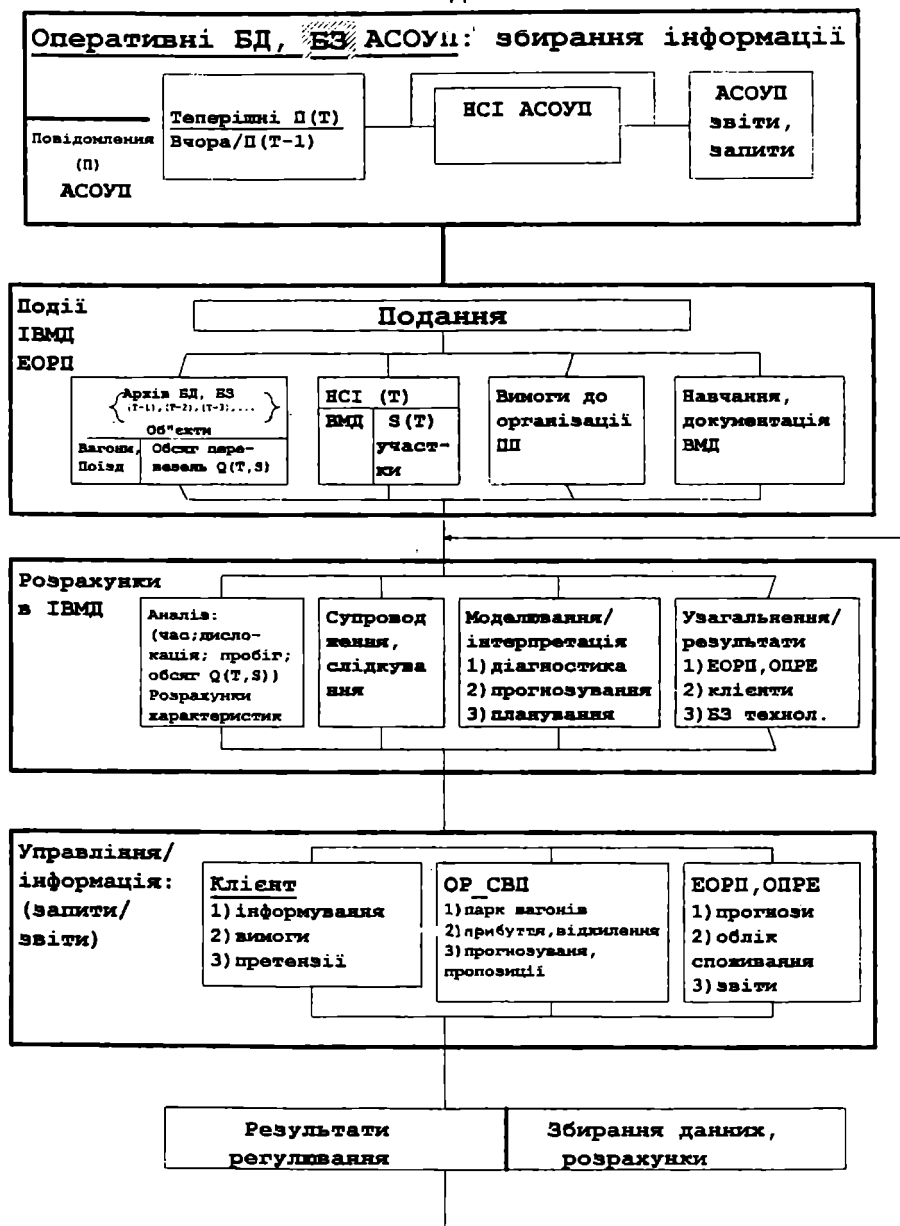 Оперативні БД, БЗ АСОУП: збирання інформації
Повідомлення
(П)
АСОУП
Теперішні П(Т)
Вчора/П(Т-1)
НСІ АСОУП
АСОУП
звіти,
запити
Події
ІВМД
ЕОРП
Подання
Архів БД, БЗ
(Т-1),(Т-2),(Т-3),...
Об"екти
Вагони,
Поїзд
Обсяг пере-
везень Q(T,S)
НСІ (Т)
ВМД
S(T)
участ-
ки
Вимоги до
організації
ПП
Навчання,
документація
ВМД
Розрахунки
в ІВМД
Аналіз:
(час;дисло-
кація; пробіг;
обсяг Q(T,S))
Розрахунки
характеристик
Супровод
ження,
слідкува
ння
Моделювання/
інтерпретація
1)діагностика
2)прогнозування
3)планування
Узагальнення/
результати
1)ЕОРП,ОПРЕ
2)клієнти
3)БЗ технол.
Управління/
інформація:
(запити/
звіти)
Клієнт
1)інформування
2)вимоги
3)претензії
ОР_СВП
1)парк вагонів
2)прибуття,відхилення
3)прогнозуваня,
пропозиції
ЕОРП,ОПРЕ
1)прогнози
2)облік
споживання
3)звіти
Результати
регулювання
Збирання данних,
розрахунки